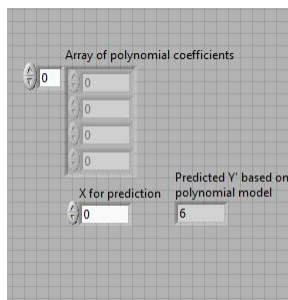 Array of polynomial coefficients
0
0
0
0
0
X for prediction
0
Predicted Y' based on
polynomial model
6